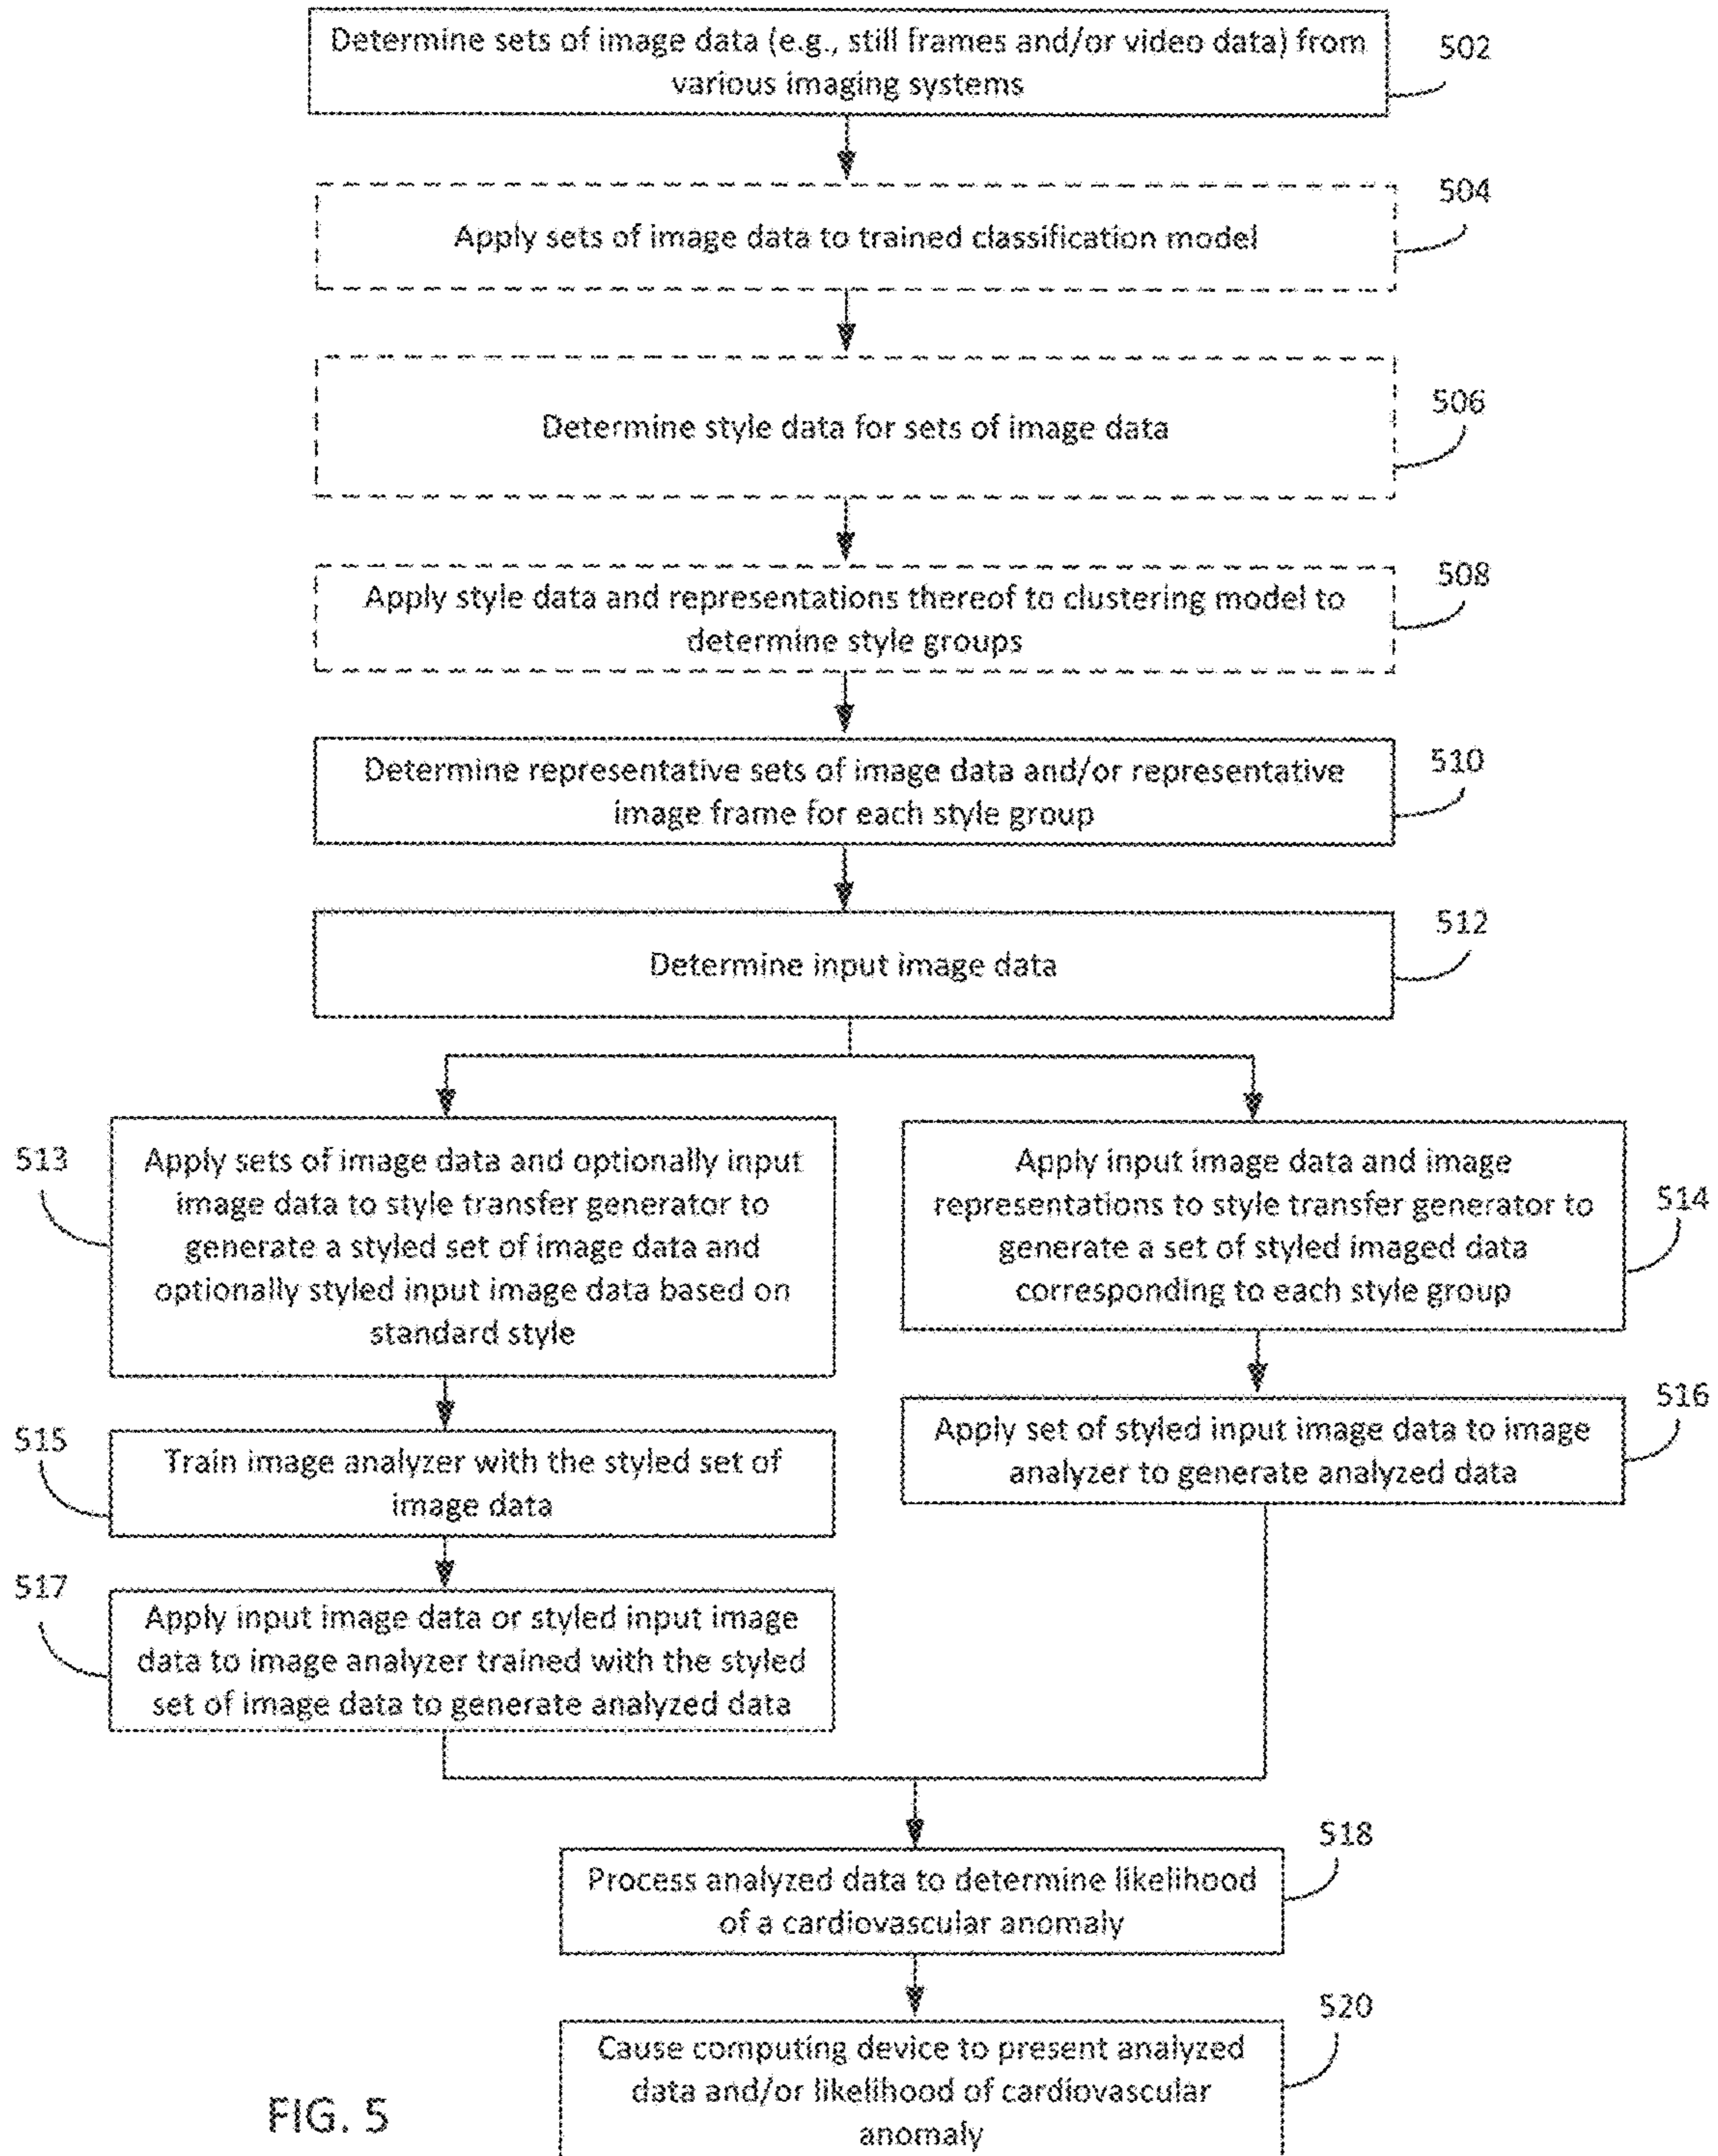 Determine sets of image data (e.g., still frames and/or video data) from
various imaging systems
502
Apply sets of image data to trained classification model
504
Determine style data for sets of image data
506
Apply style data and representations thereof to clustering model to
determine style groups
508
Determine representative sets of image data and/or representative
image frame for each style group
510
Determine input image data
512
513
Apply sets of image data and optionally input
image data to style transfer generator to
generate a styled set of image data and
optionally styled input image data based on
standard style
Apply input image data and image
representations to style transfer generator to
generate a set of styled imaged data
corresponding to each style group
514
515
Train image analyzer with the styled set of
image data
Apply set of styled input image data to image
analyzer to generate analyzed data
516
517
Apply input image data or styled input image
data to image analyzer trained with the styled
set of image data to generate analyzed data
Process analyzed data to determine likelihood
of a cardiovascular anomaly
518
Cause computing device to present analyzed
data and/or likelihood of cardiovascular
anomaly
520
FIG. 5